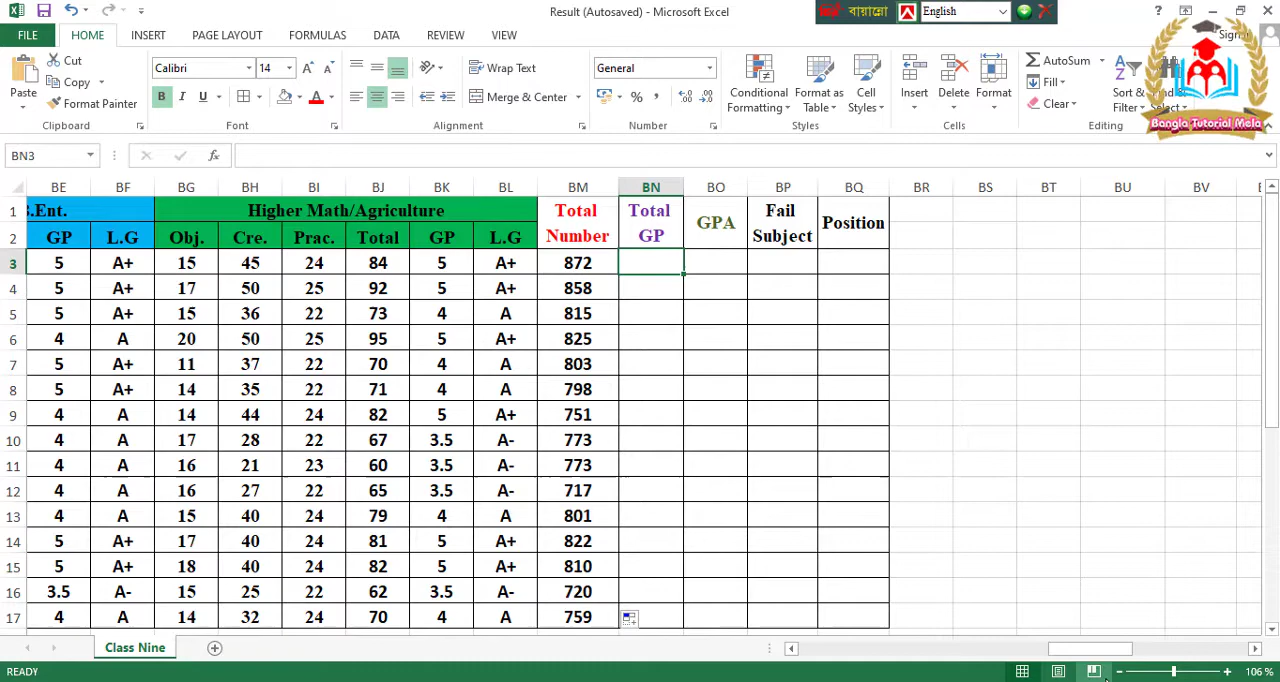 Result (Autosaved) - Microsoft Excel
English
FILE HOME INSERT PAGE LAYOUT FORMULAS DATA REVIEW VIEW
Paste
Cut
Copy
Format Painter
Calibri 14
B I U
Wrap Text
Merge & Center
General
Conditional Formatting
Format as Table
Cell Styles
Insert Delete Format
AutoSum
Fill
Clear
Bangla Tutorial Mela
Clipboard Font Alignment Number Styles Cells Editing
BN3
BE BF BG BH BI BJ BK BL BM BN BO BP BQ BR BS BT BU BV
1 Ent. Higher Math/Agriculture Total Number Total GP GPA Fail Subject Position
2 GP L.G Obj. Cre. Prac. Total GP L.G
3 5 A+ 15 45 24 84 5 A+ 872
4 5 A+ 17 50 25 92 5 A+ 858
5 5 A+ 15 36 22 73 4 A 815
6 4 A 20 50 25 95 5 A+ 825
7 5 A+ 11 37 22 70 4 A 803
8 5 A+ 14 35 22 71 4 A 798
9 4 A 14 44 24 82 5 A+ 751
10 4 A 17 28 22 67 3.5 A- 773
11 4 A 16 21 23 60 3.5 A- 773
12 4 A 16 27 22 65 3.5 A- 717
13 4 A 15 40 24 79 4 A 801
14 5 A+ 17 40 24 81 5 A+ 822
15 5 A+ 18 40 24 82 5 A+ 810
16 3.5 A- 15 25 22 62 3.5 A- 720
17 4 A 14 32 24 70 4 A 759
Class Nine
READY
106 %